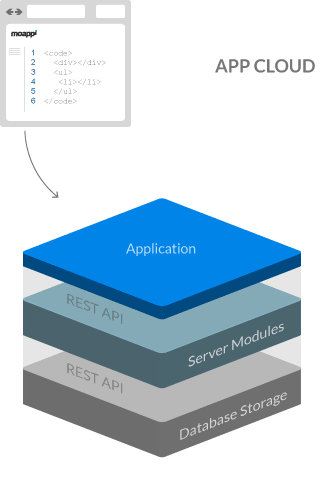 moappi
1 <code>
2 <div></div>
3 <ul>
4 <li></li>
5 </ul>
6 </code>
APP CLOUD
Application
REST API
Server Modules
REST API
Database Storage